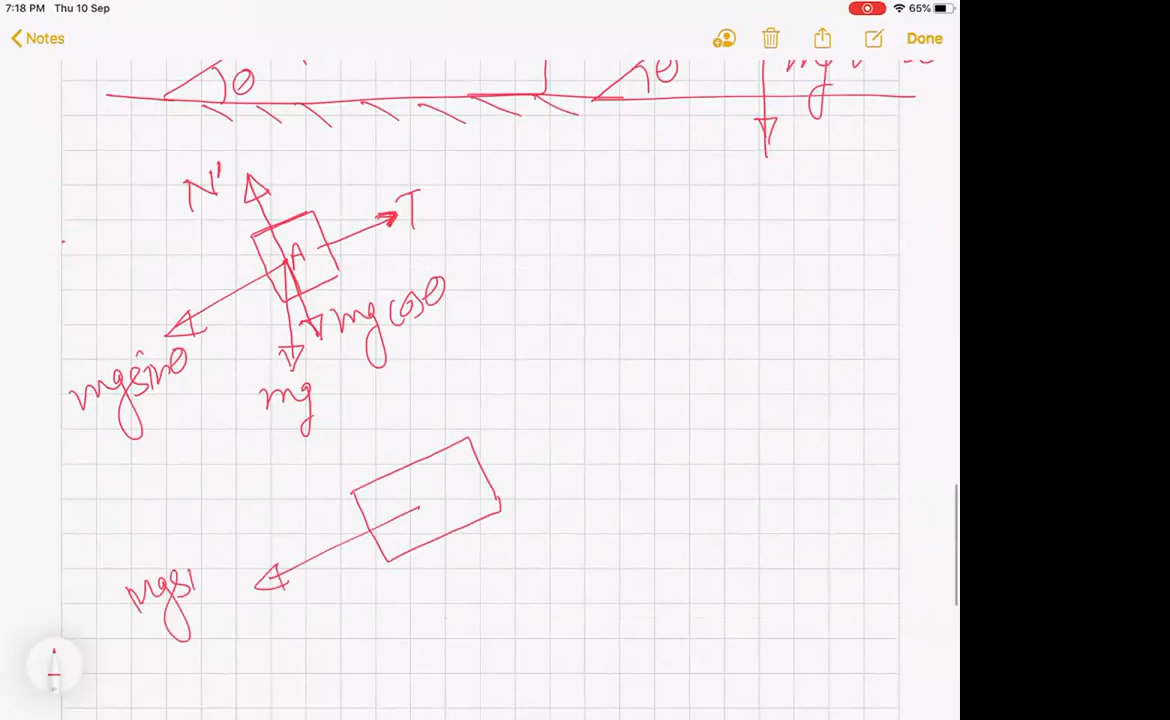 7:18 PM Thu 10 Sep
65%
Notes
Done
θ
θ
N'
T
A
mg cosθ
mgsinθ
mg
mgsi